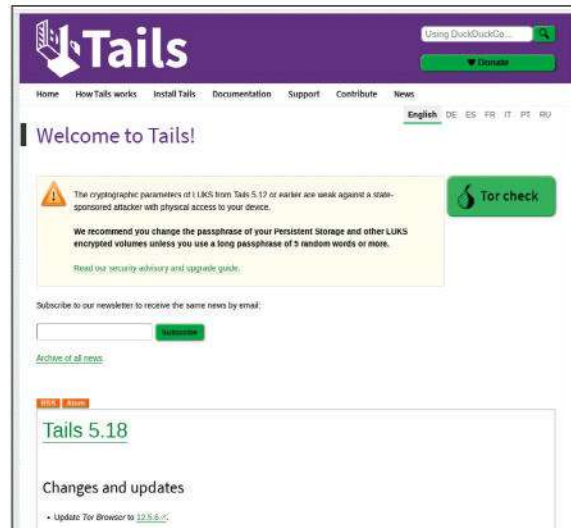 Tails
Using DuckDuckGo...
Donate
Home How Tails works Install Tails Documentation Support Contribute News
English DE ES FR IT PT RU
Welcome to Tails!
The cryptographic parameters of LUKS from Tails 5.12 or earlier are weak against a state-
sponsored attacker with physical access to your device.
We recommend you change the passphrase of your Persistent Storage and other LUKS
encrypted volumes unless you use a long passphrase of 5 random words or more.
Read our security advisory and upgrade guide.
Tor check
Subscribe to our newsletter to receive the same news by email:
Subscribe
Archive of all news
RSS Atom
Tails 5.18
Changes and updates
• Update Tor Browser to 12.5.6.